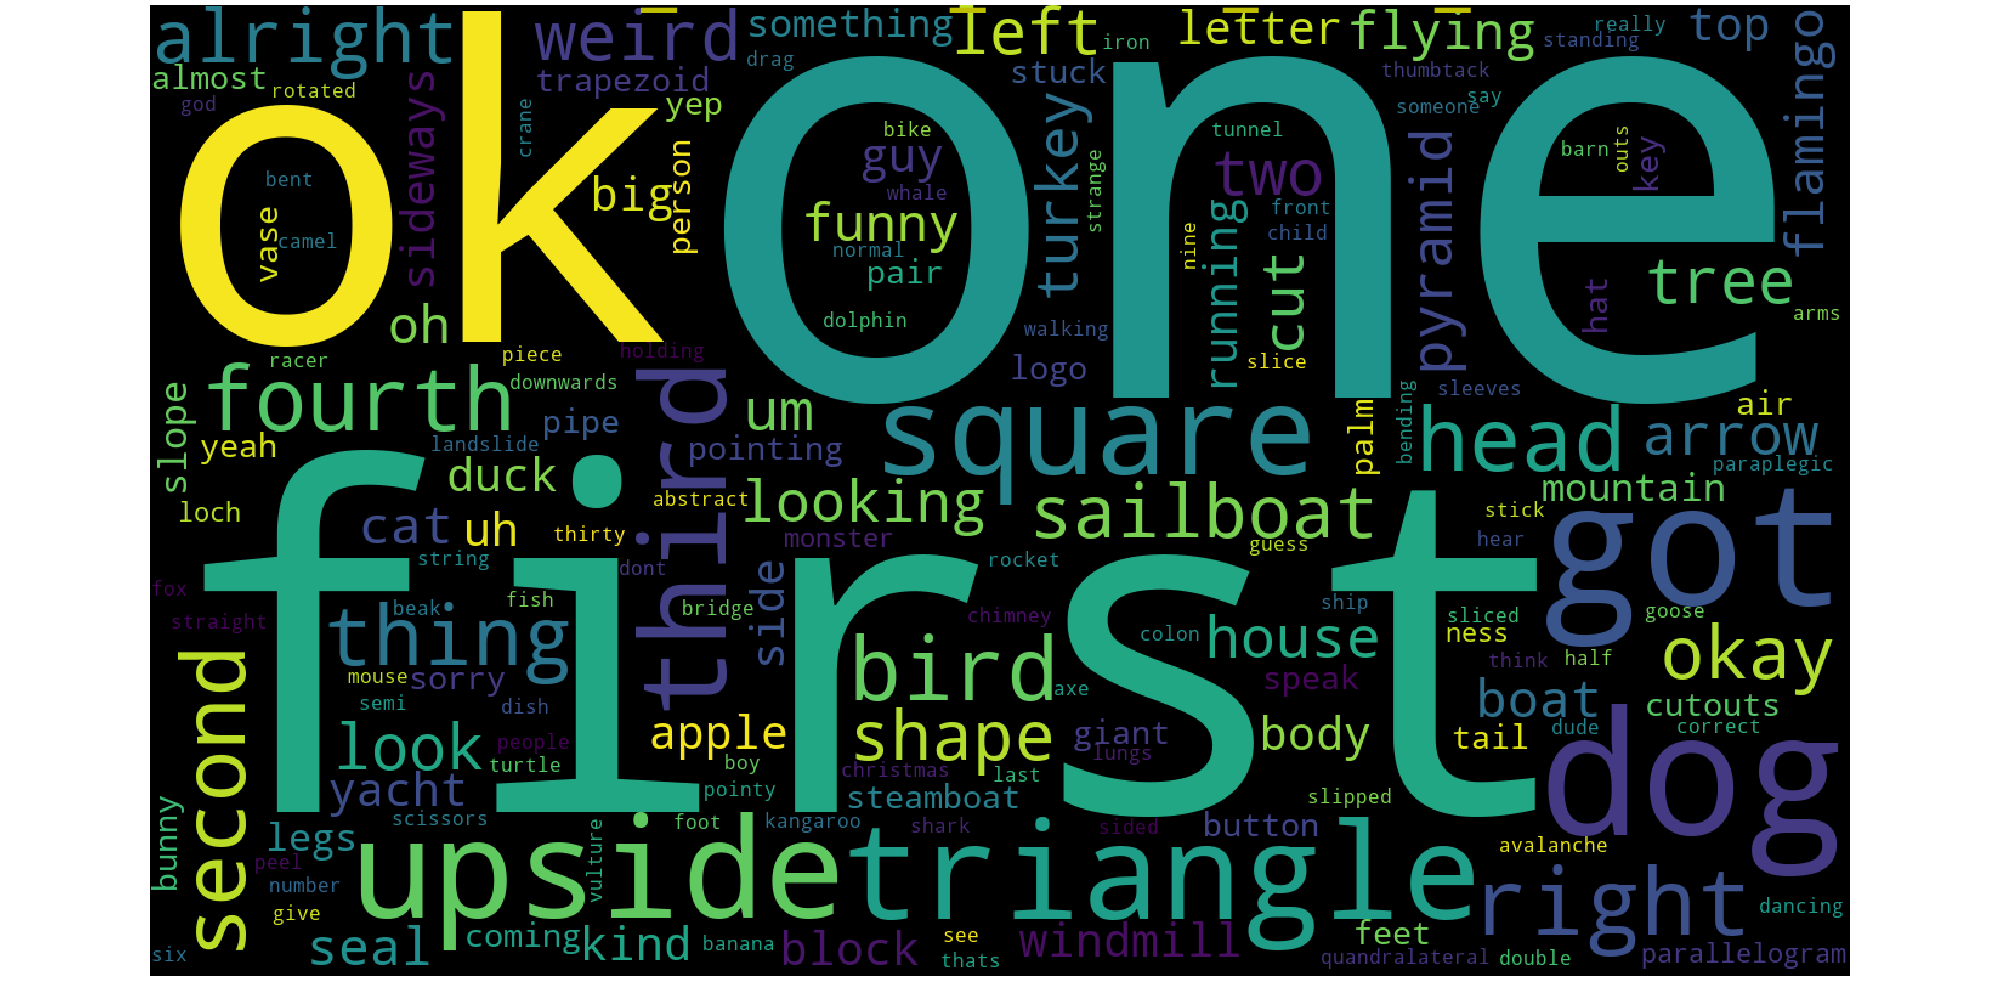 alright
ok
weird
something
left
iron
letter
flying
really
standing
top
almost
rotated
god
sideways
crane
trapezoid
drag
yep
stuck
thumbtack
say
someone
flamingo
one
bent
vase
camel
big
person
bike
guy
whale
funny
normal
pair
dolphin
turkey
strange
tunnel
two
running
nine
front
child
cut
pyramid
barn
outs
key
hat
tree
arms
oh
racer
piece
holding
downwards
walking
logo
slice
sleeves
fourth
slope
yeah
landslide
pipe
third
um
pointing
square
palm
bending
head
air
arrow
paraplegic
loch
duck
cat
uh
string
thirty
abstract
looking
monster
sailboat
mountain
stick
hear
guess
got
first
fox
straight
thing
beak
fish
dont
bridge
side
rocket
chimney
ship
colon
house
sliced
ness
goose
think
half
okay
second
mouse
sorry
semi
dish
bird
axe
speak
boat
cutouts
correct
dude
look
people
turtle
apple
boy
shape
giant
lungs
body
tail
dog
yacht
scissors
pointy
christmas
last
steamboat
slipped
bunny
legs
peel
number
give
upside
vulture
foot
kangaroo
shark
sided
button
triangle
avalanche
right
dancing
six
seal
coming
kind
banana
block
see
thats
windmill
feet
quandralateral
double
parallelogram